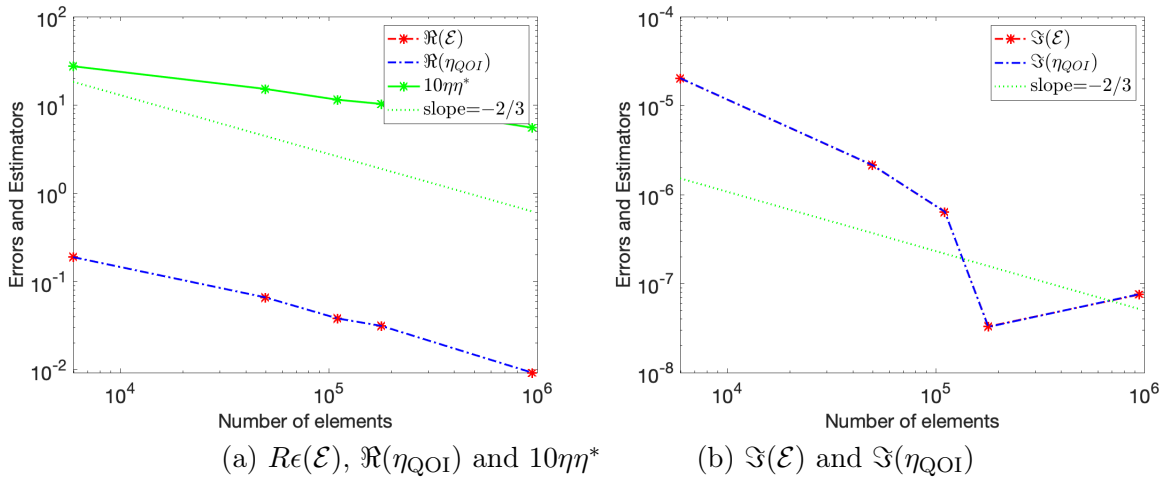 10^2
10^1
10^0
10^-1
10^-2
Errors and Estimators
ℜ(ℰ)
ℜ(η_QOI)
10ηη*
slope=−2/3
10^4
10^5
10^6
Number of elements
(a) Rϵ(ℰ), ℜ(η_QOI) and 10ηη*
10^-4
10^-5
10^-6
10^-7
10^-8
Errors and Estimators
ℑ(ℰ)
ℑ(η_QOI)
slope=−2/3
10^4
10^5
10^6
Number of elements
(b) ℑ(ℰ) and ℑ(η_QOI)